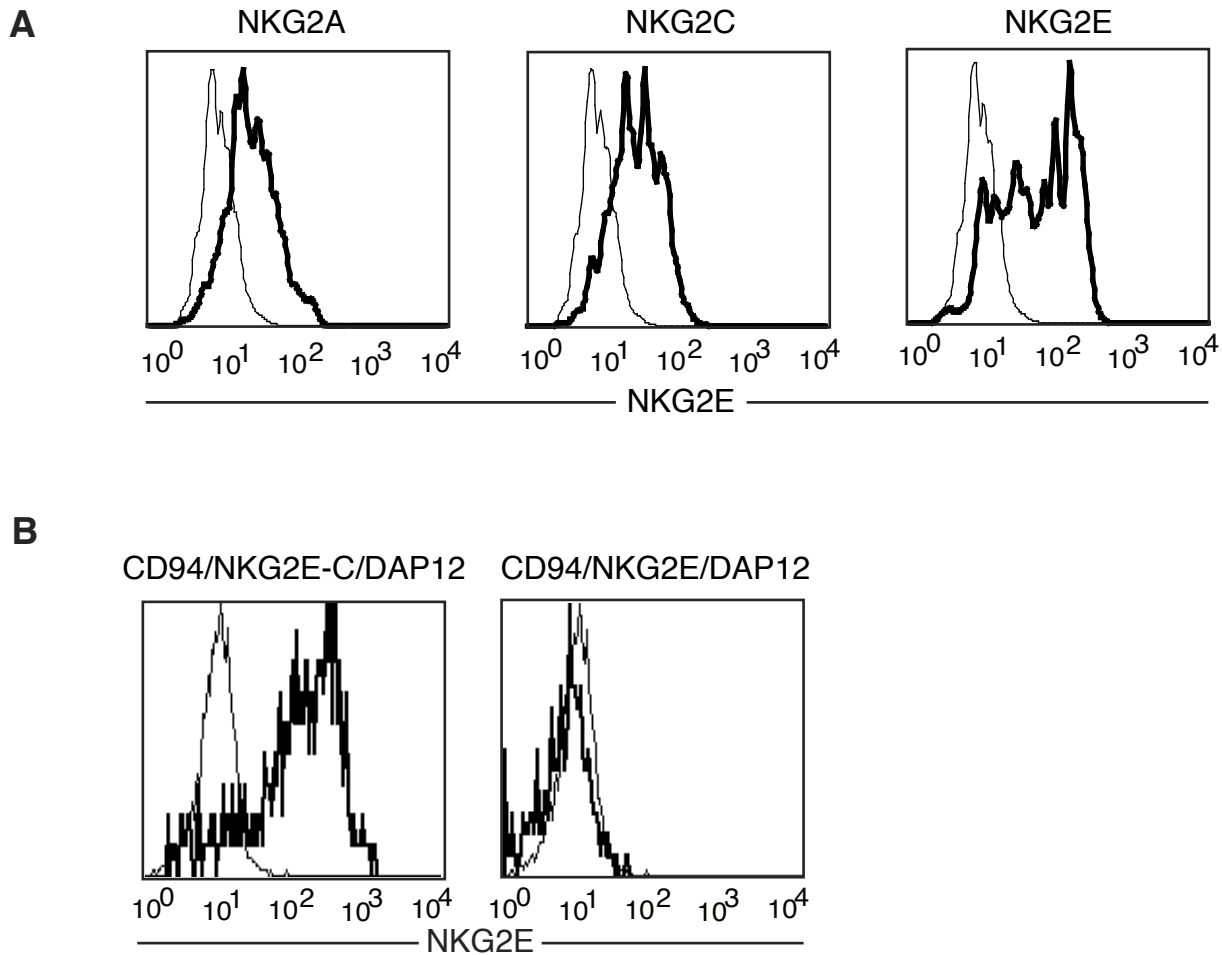 A
NKG2A NKG2C NKG2E
10^0 10^1 10^2 10^3 10^4 10^0 10^1 10^2 10^3 10^4 10^0 10^1 10^2 10^3 10^4
NKG2E
B
CD94/NKG2E-C/DAP12 CD94/NKG2E/DAP12
10^0 10^1 10^2 10^3 10^4 10^0 10^1 10^2 10^3 10^4
NKG2E